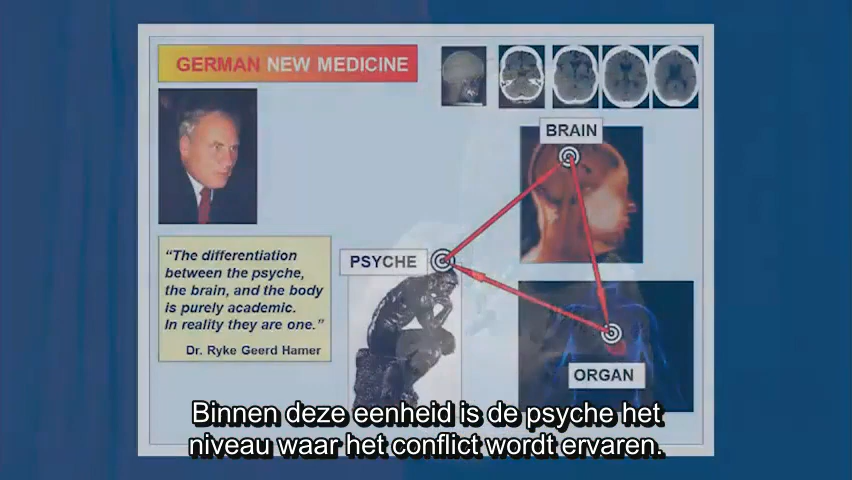 GERMAN NEW MEDICINE
BRAIN
PSYCHE
"The differentiation
between the psyche,
the brain, and the body
is purely academic.
In reality they are one."
Dr. Ryke Geerd Hamer
ORGAN
Binnen deze eenheid is de psyche het
niveau waar het conflict wordt ervaren.